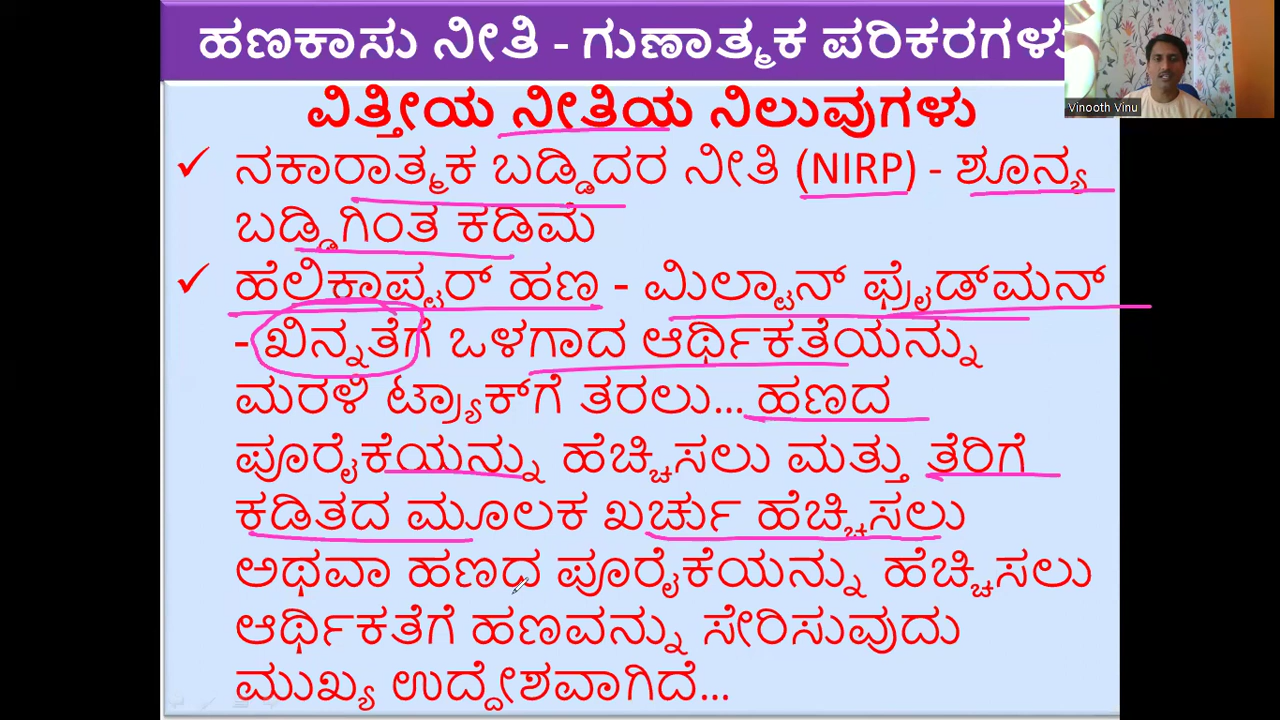 ಹಣಕಾಸು ನೀತಿ - ಗುಣಾತ್ಮಕ ಪರಿಕರಗಳು
Vinooth Vinu
ವಿತ್ತೀಯ ನೀತಿಯ ನಿಲುವುಗಳು
✓ ನಕಾರಾತ್ಮಕ ಬಡ್ಡಿದರ ನೀತಿ (NIRP) - ಶೂನ್ಯ
ಬಡ್ಡಿಗಿಂತ ಕಡಿಮೆ
✓ ಹೆಲಿಕಾಪ್ಟರ್ ಹಣ - ಮಿಲ್ಟಾನ್ ಫ್ರೈಡ್‌ಮನ್
- ಖಿನ್ನತೆಗೆ ಒಳಗಾದ ಆರ್ಥಿಕತೆಯನ್ನು
ಮರಳಿ ಟ್ರ್ಯಾಕ್‌ಗೆ ತರಲು... ಹಣದ
ಪೂರೈಕೆಯನ್ನು ಹೆಚ್ಚಿಸಲು ಮತ್ತು ತೆರಿಗೆ
ಕಡಿತದ ಮೂಲಕ ಖರ್ಚು ಹೆಚ್ಚಿಸಲು
ಅಥವಾ ಹಣದ ಪೂರೈಕೆಯನ್ನು ಹೆಚ್ಚಿಸಲು
ಆರ್ಥಿಕತೆಗೆ ಹಣವನ್ನು ಸೇರಿಸುವುದು
ಮುಖ್ಯ ಉದ್ದೇಶವಾಗಿದೆ...